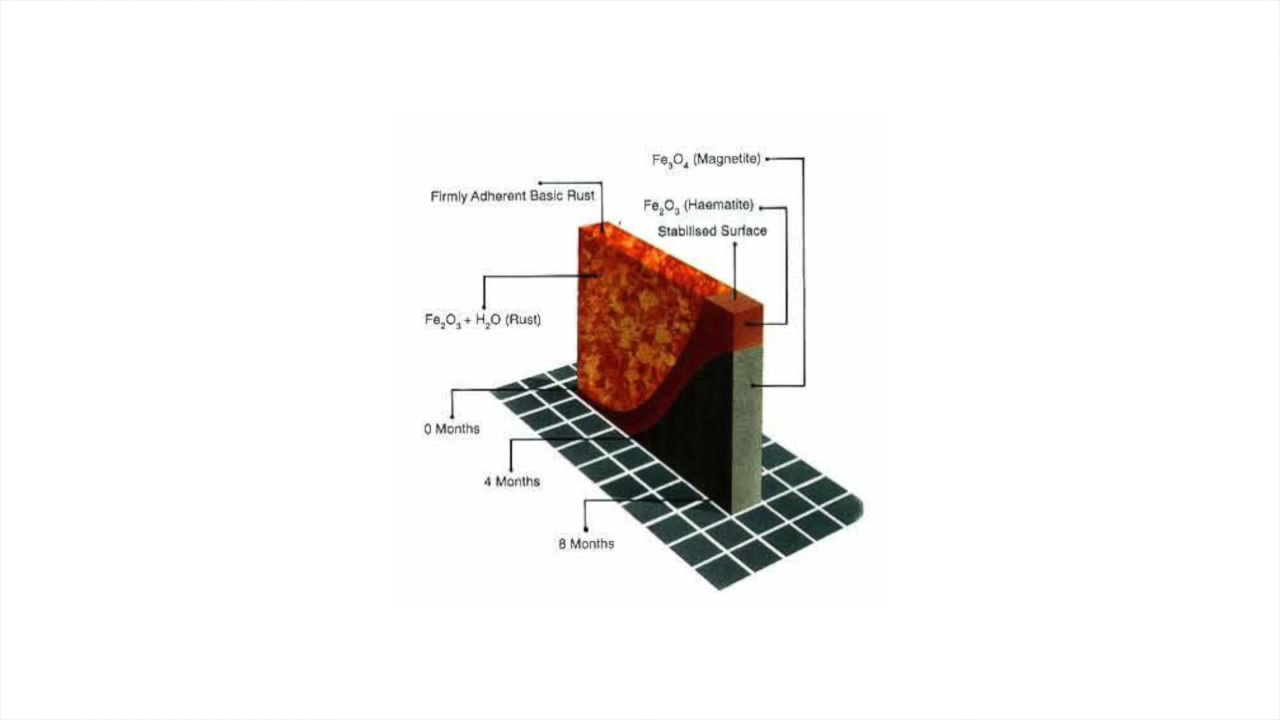 Fe₃O₄ (Magnetite)
Firmly Adherent Basic Rust
Fe₂O₃ (Haematite)
Stabilised Surface
Fe₂O₃ + H₂O (Rust)
0 Months
4 Months
8 Months